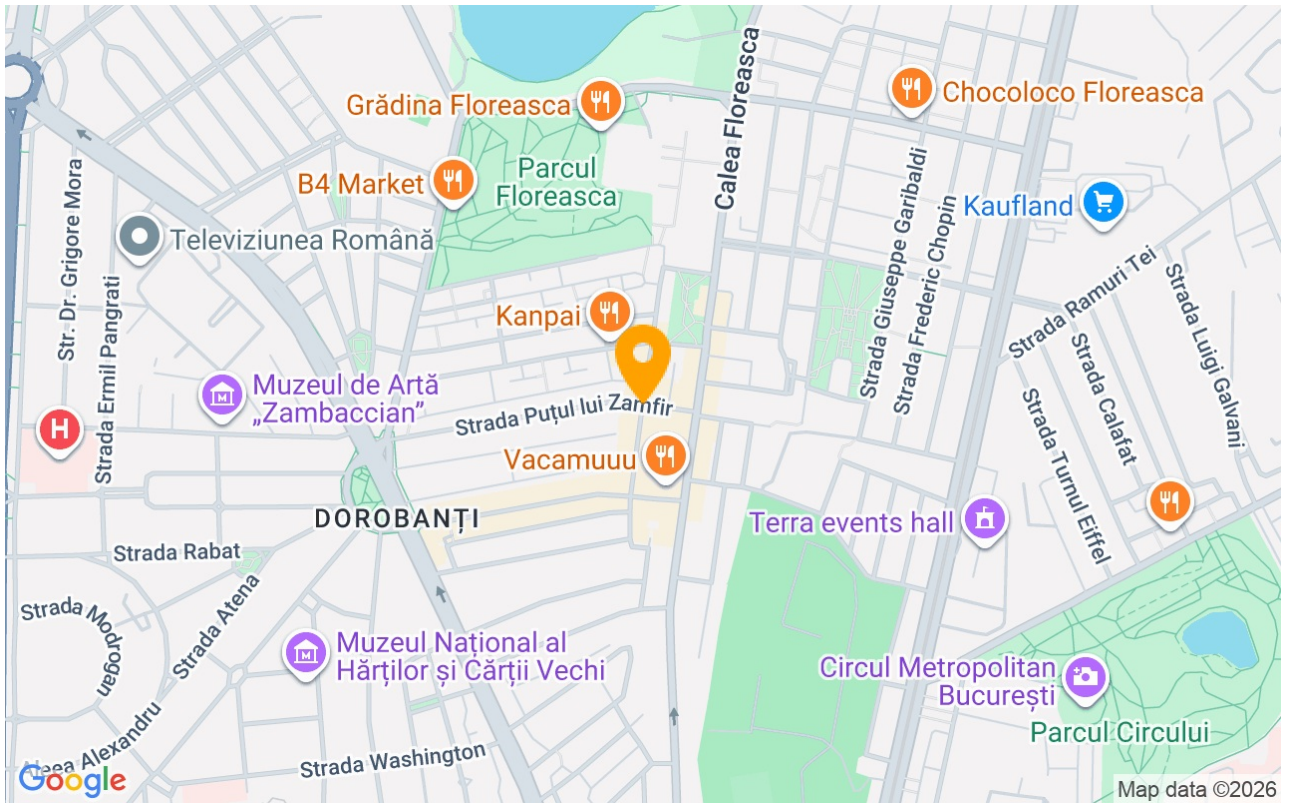 Grădina Floreasca
Chocoloco Floreasca
Calea Floreasca
B4 Market
Parcul
Floreasca
Kaufland
Televiziunea Română
Str. Dr. Grigore Mora
Strada Ermil Pangrati
Strada Giuseppe Garibaldi
Strada Frederic Chopin
Strada Ramuri Tei
Strada Luigi Galvani
Strada Calafat
Strada Turnul Eiffel
Kanpai
Muzeul de Artă
„Zambaccian”
Strada Puțul lui Zamfir
H
Vacamuuu
DOROBANȚI
Terra events hall
Strada Rabat
Strada Atena
Strada Modrogan
Muzeul Național al
Hărților și Cărții Vechi
Circul Metropolitan
București
Parcul Circului
Aleea Alexandru
Strada Washington
Google
Map data ©2026